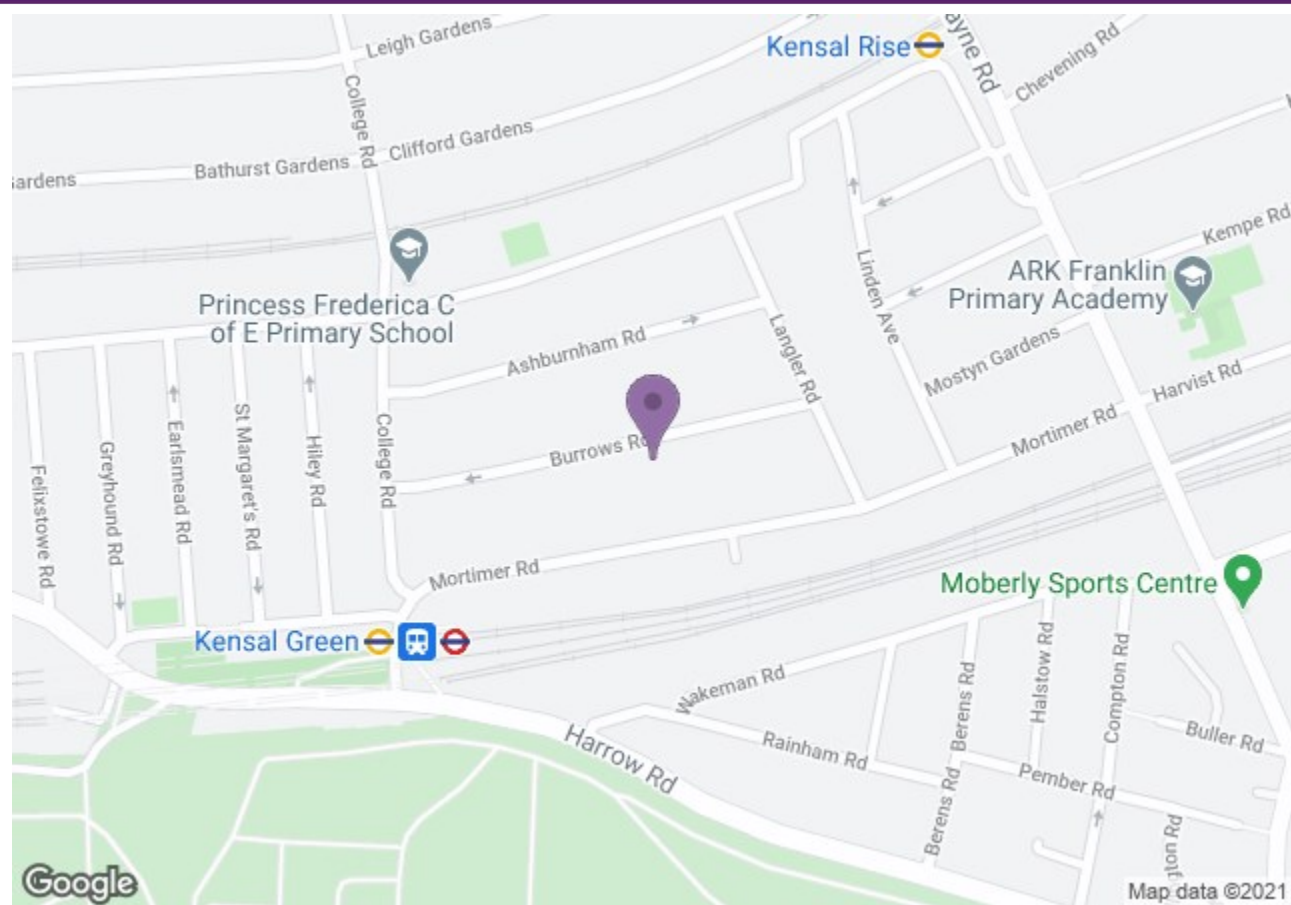 Leigh Gardens
Kensal Rise
ayne Rd
Chevening Rd
College Rd
Clifford Gardens
Bathurst Gardens
Gardens
Kempe Rd
Princess Frederica C
of E Primary School
Linden Ave
ARK Franklin
Primary Academy
Ashburnham Rd
Langler Rd
Mostyn Gardens
Harvist Rd
Mortimer Rd
Burrows Rd
College Rd
Hiley Rd
St Margaret's Rd
Earlsmead Rd
Greyhound Rd
Felixstowe Rd
Mortimer Rd
Moberly Sports Centre
Kensal Green
Wakeman Rd
Halstow Rd
Compton Rd
Berens Rd
Buller Rd
Harrow Rd
Rainham Rd
Pember Rd
Berens Rd
Google
Map data ©2021